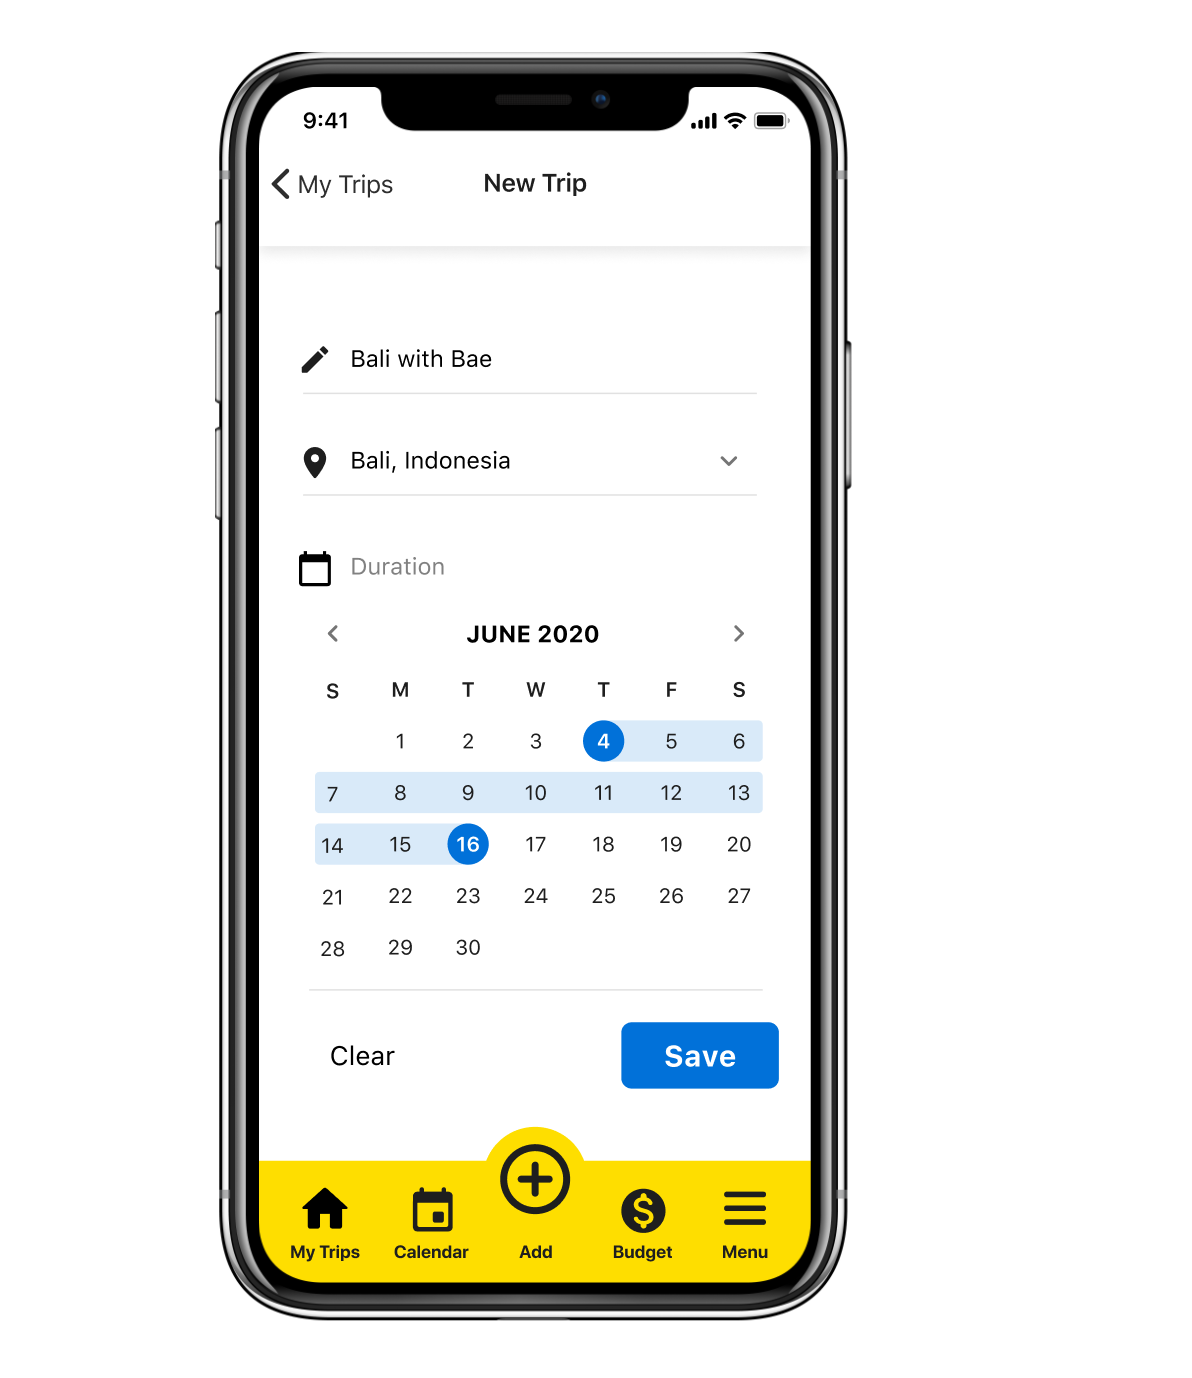 9:41
My Trips New Trip
Bali with Bae
Bali, Indonesia
Duration
JUNE 2020
S M T W T F S
1 2 3 4 5 6
7 8 9 10 11 12 13
14 15 16 17 18 19 20
21 22 23 24 25 26 27
28 29 30
Clear Save
My Trips Calendar Add Budget Menu